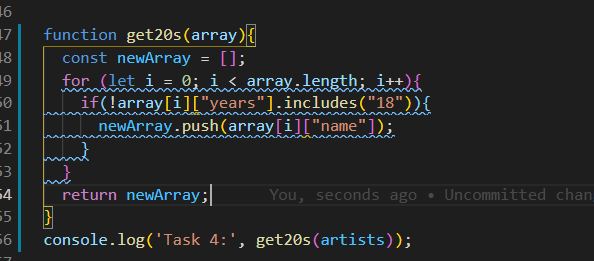 46
47 function get20s(array){
48 const newArray = [];
49 for (let i = 0; i < array.length; i++){
50 if(!array[i]["years"].includes("18")){
51 newArray.push(array[i]["name"]);
52 }
53 }
54 return newArray; You, seconds ago • Uncommitted chan
55 }
56 console.log('Task 4:', get20s(artists));